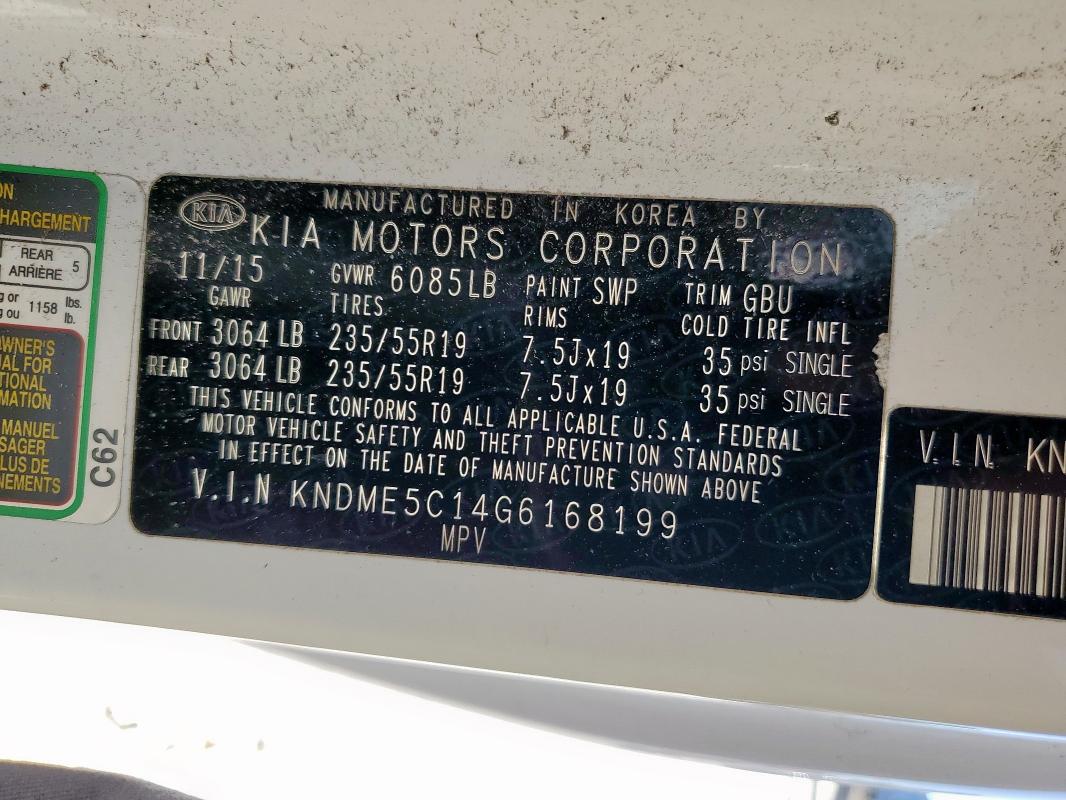 ON
HARGEMENT
REAR
ARRIÈRE 5
g or
g ou 1158 lbs.
lb.
OWNER'S
AL FOR
TIONAL
MATION
MANUEL
SAGER
LUS DE
NEMENTS
C62
KIA
MANUFACTURED IN KOREA BY
KIA MOTORS CORPORATION
11/15 GVWR 6085LB PAINT SWP TRIM GBU
GAWR TIRES RIMS COLD TIRE INFL
FRONT 3064 LB 235/55R19 7.5Jx19 35 psi SINGLE
REAR 3064 LB 235/55R19 7.5Jx19 35 psi SINGLE
THIS VEHICLE CONFORMS TO ALL APPLICABLE U.S.A. FEDERAL
MOTOR VEHICLE SAFETY AND THEFT PREVENTION STANDARDS
IN EFFECT ON THE DATE OF MANUFACTURE SHOWN ABOVE
V.I.N KNDME5C14G6168199
MPV
V.I.N. KN